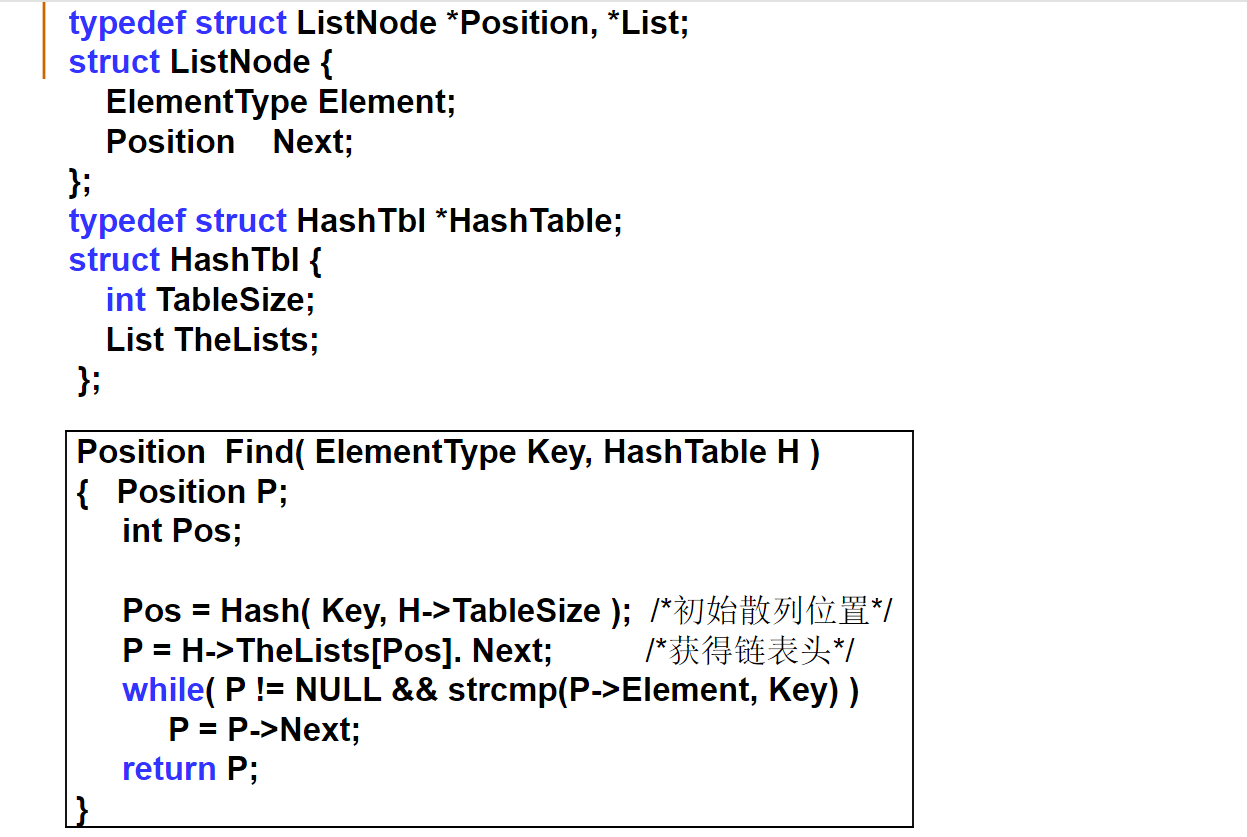 typedef struct ListNode *Position, *List;
struct ListNode {
ElementType Element;
Position Next;
};
typedef struct HashTbl *HashTable;
struct HashTbl {
int TableSize;
List TheLists;
};
Position Find( ElementType Key, HashTable H )
{ Position P;
int Pos;
Pos = Hash( Key, H->TableSize ); /*初始散列位置*/
P = H->TheLists[Pos]. Next; /*获得链表头*/
while( P != NULL && strcmp(P->Element, Key) )
P = P->Next;
return P;
}